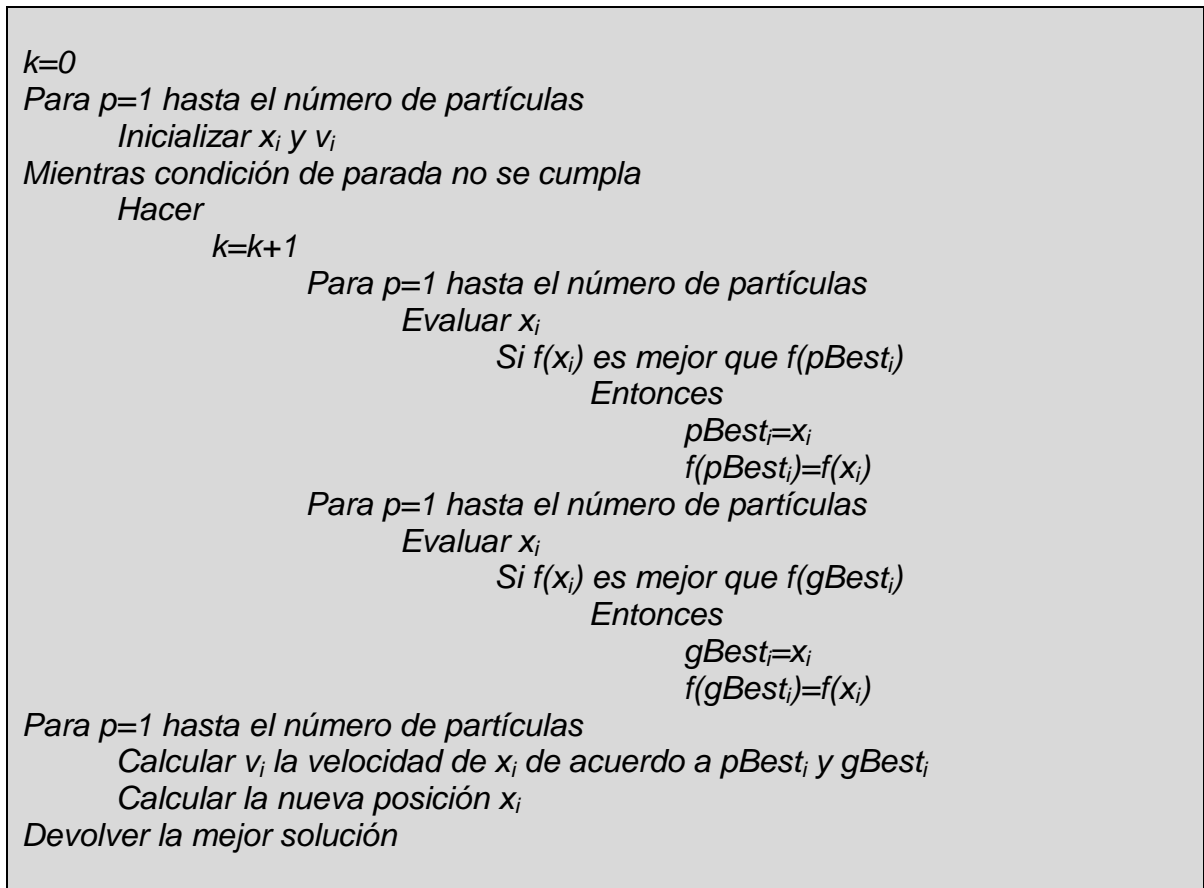 k=0
Para p=1 hasta el número de partículas
Inicializar xᵢ y vᵢ
Mientras condición de parada no se cumpla
Hacer
k=k+1
Para p=1 hasta el número de partículas
Evaluar xᵢ
Si f(xᵢ) es mejor que f(pBestᵢ)
Entonces
pBestᵢ=xᵢ
f(pBestᵢ)=f(xᵢ)
Para p=1 hasta el número de partículas
Evaluar xᵢ
Si f(xᵢ) es mejor que f(gBestᵢ)
Entonces
gBestᵢ=xᵢ
f(gBestᵢ)=f(xᵢ)
Para p=1 hasta el número de partículas
Calcular vᵢ la velocidad de xᵢ de acuerdo a pBestᵢ y gBestᵢ
Calcular la nueva posición xᵢ
Devolver la mejor solución